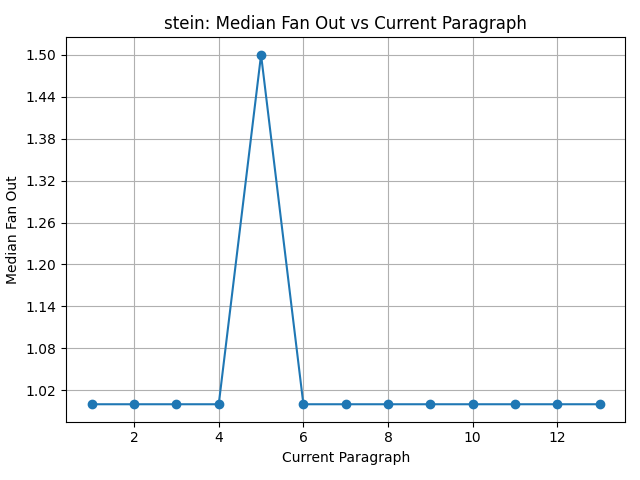 stein: Median Fan Out vs Current Paragraph
1.50
1.44
1.38
1.32
1.26
1.20
1.14
1.08
1.02
Median Fan Out
2 4 6 8 10 12
Current Paragraph